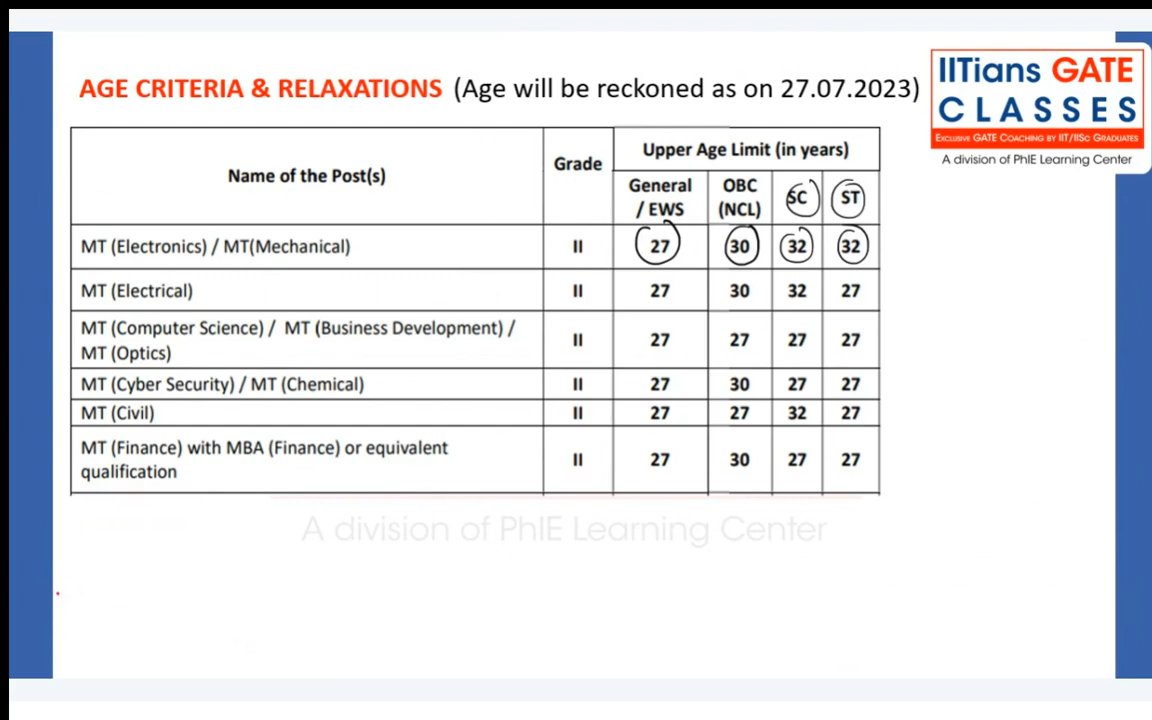 AGE CRITERIA & RELAXATIONS (Age will be reckoned as on 27.07.2023)
IITians GATE
CLASSES
EXCLUSIVE GATE COACHING BY IIT/IISc GRADUATES
A division of PhIE Learning Center
Name of the Post(s) Grade Upper Age Limit (in years)
General / EWS OBC (NCL) SC ST
MT (Electronics) / MT(Mechanical) II 27 30 32 32
MT (Electrical) II 27 30 32 27
MT (Computer Science) / MT (Business Development) /
MT (Optics) II 27 27 27 27
MT (Cyber Security) / MT (Chemical) II 27 30 27 27
MT (Civil) II 27 27 32 27
MT (Finance) with MBA (Finance) or equivalent
qualification II 27 30 27 27
A division of PhIE Learning Center